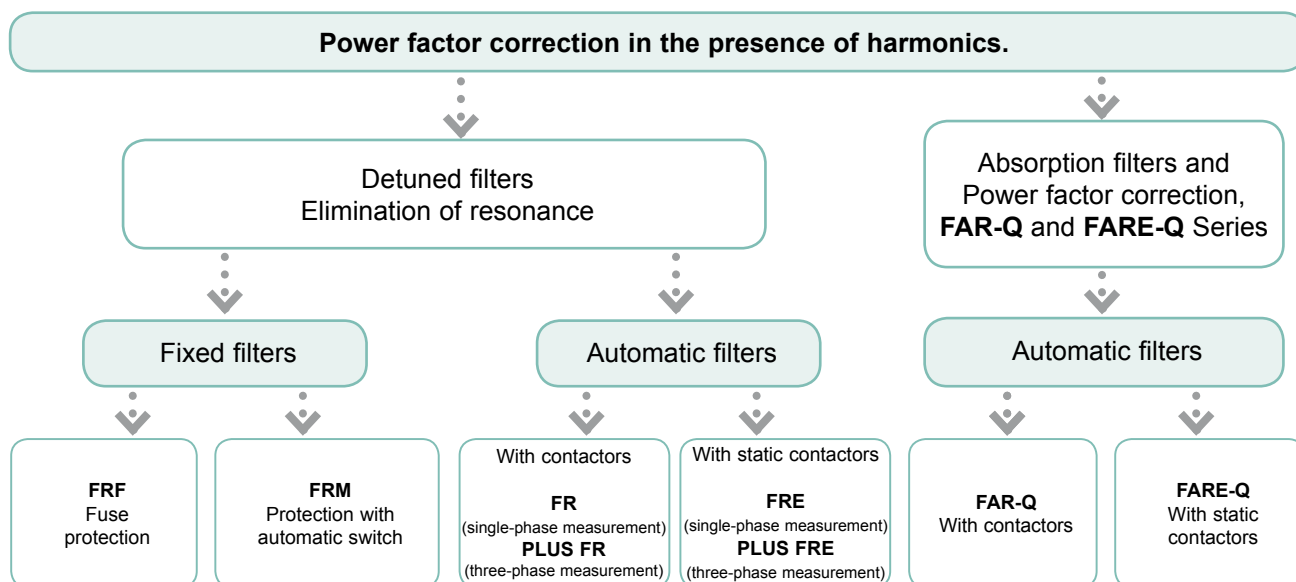 Power factor correction in the presence of harmonics.
Detuned filters
Elimination of resonance
Absorption filters and
Power factor correction,
FAR-Q and FARE-Q Series
Fixed filters
Automatic filters
Automatic filters
FRF
Fuse
protection
FRM
Protection with
automatic switch
With contactors
FR
(single-phase measurement)
PLUS FR
(three-phase measurement)
With static contactors
FRE
(single-phase measurement)
PLUS FRE
(three-phase measurement)
FAR-Q
With contactors
FARE-Q
With static
contactors